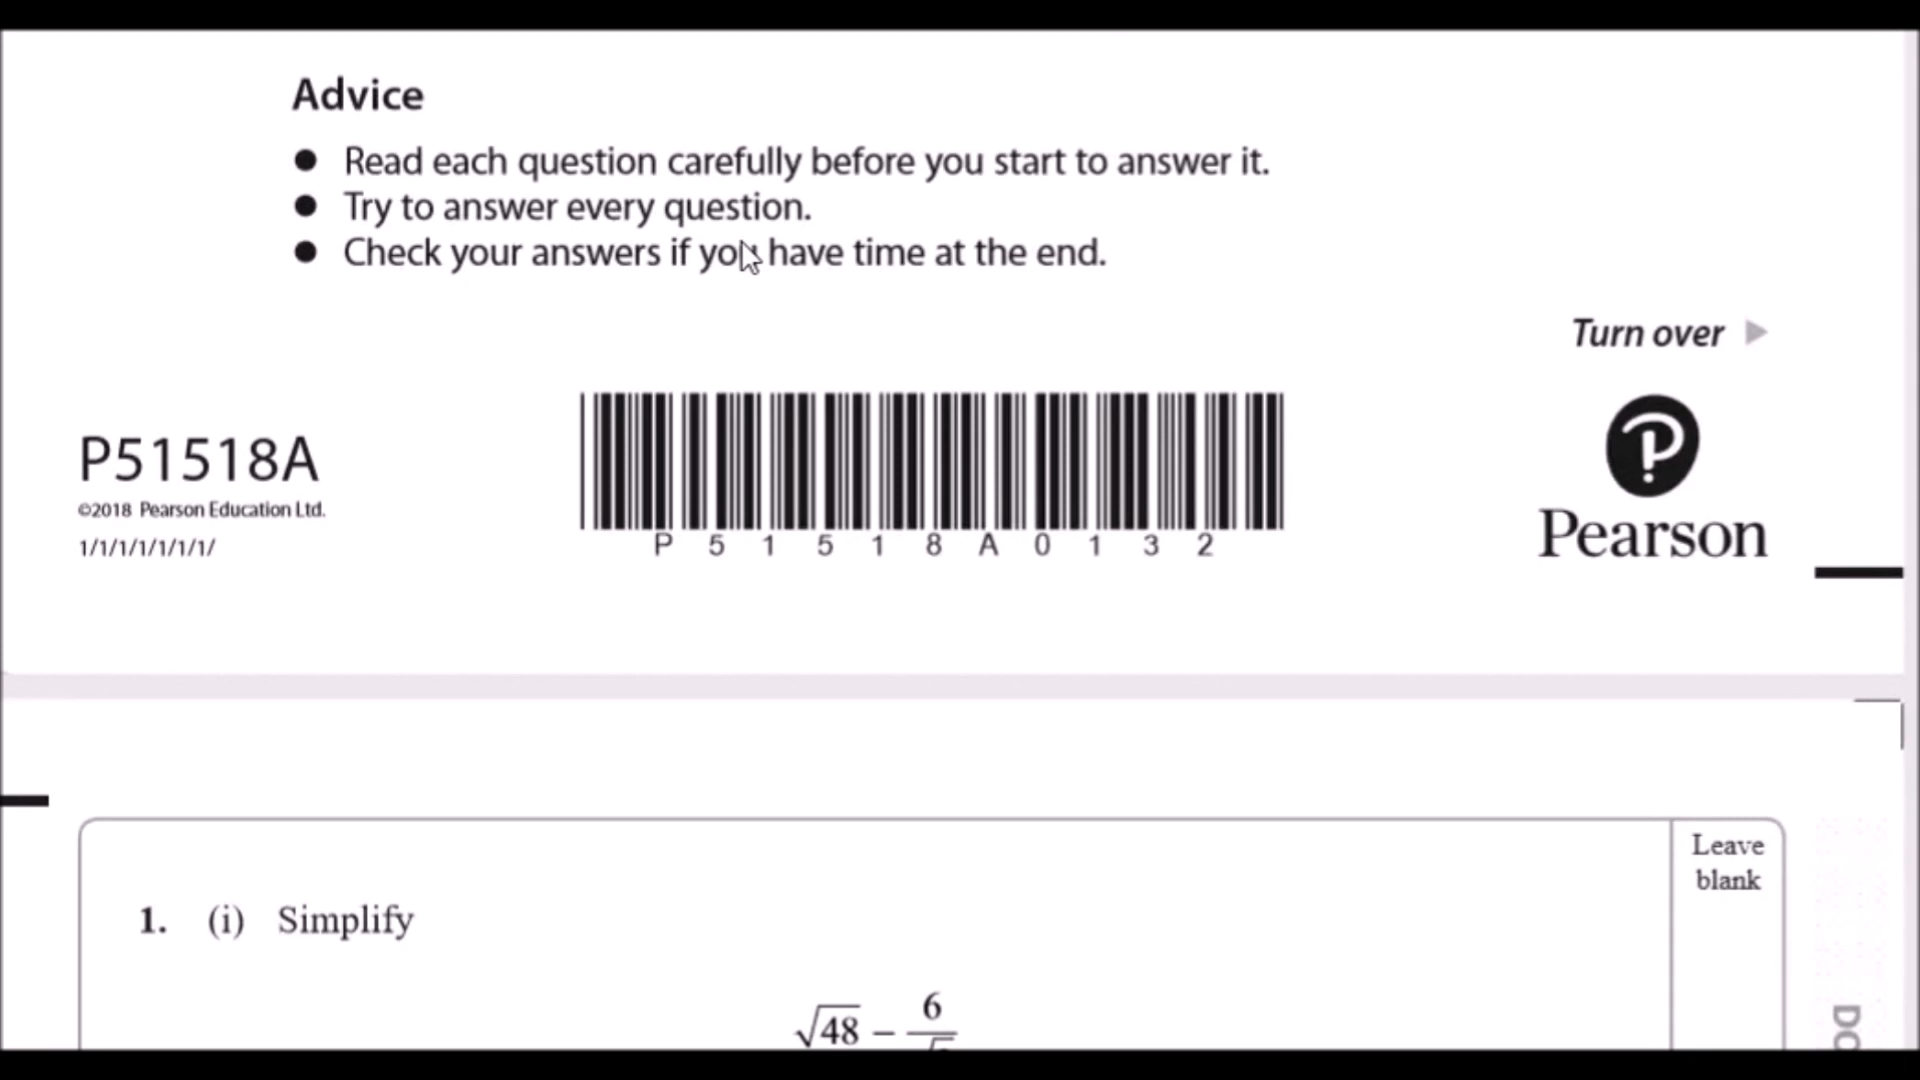 Advice
● Read each question carefully before you start to answer it.
● Try to answer every question.
● Check your answers if you have time at the end.
Turn over ▶
P51518A
©2018 Pearson Education Ltd.
1/1/1/1/1/1/1/
P 5 1 5 1 8 A 0 1 3 2
Pearson
Leave
blank
1. (i) Simplify
√48 − 6
DO